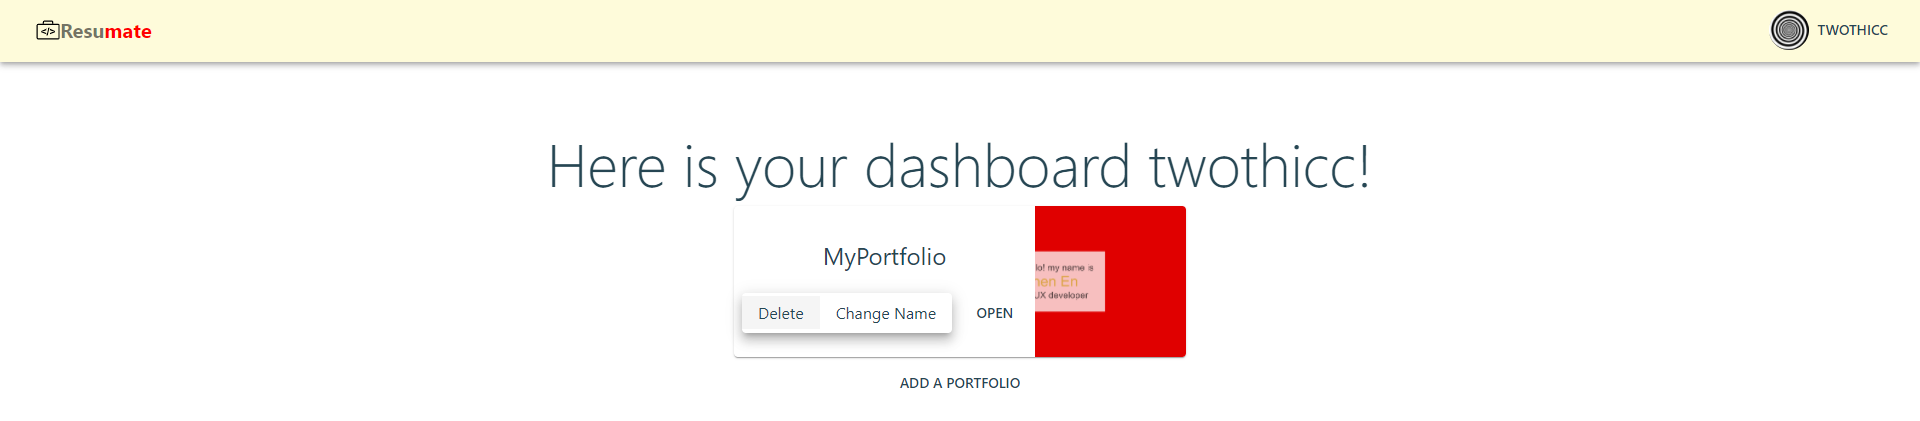 </> Resumate
TWOTHICC
Here is your dashboard twothicc!
MyPortfolio
Delete Change Name OPEN
lo! my name is
en En
UX developer
ADD A PORTFOLIO